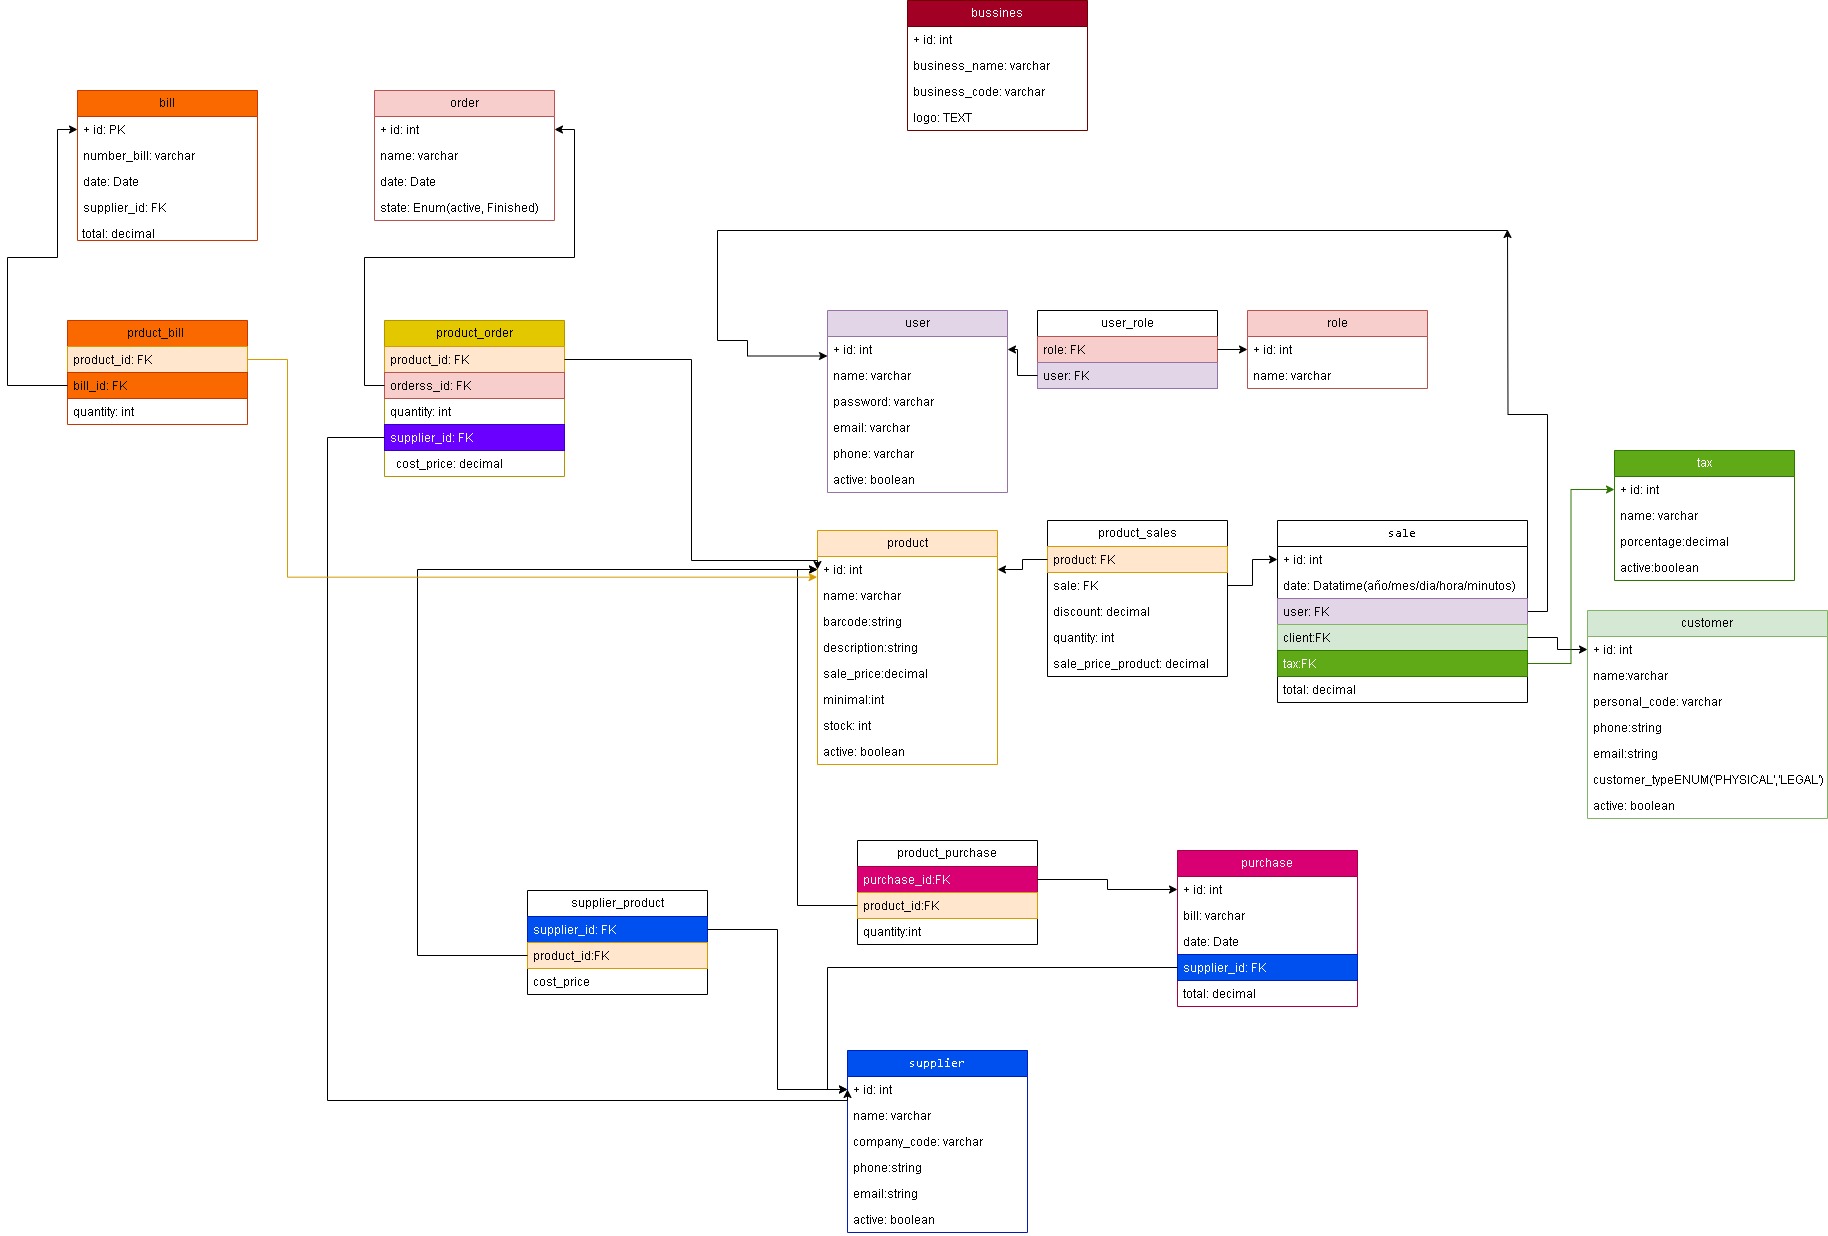 bussines
+ id: int
business_name: varchar
business_code: varchar
logo: TEXT
bill
+ id: PK
number_bill: varchar
date: Date
supplier_id: FK
total: decimal
order
+ id: int
name: varchar
date: Date
state: Enum(active, Finished)
prduct_bill
product_id: FK
bill_id: FK
quantity: int
product_order
product_id: FK
orderss_id: FK
quantity: int
supplier_id: FK
cost_price: decimal
user
+ id: int
name: varchar
password: varchar
email: varchar
phone: varchar
active: boolean
user_role
role: FK
user: FK
role
+ id: int
name: varchar
tax
+ id: int
name: varchar
porcentage:decimal
active:boolean
product
+ id: int
name: varchar
barcode:string
description:string
sale_price:decimal
minimal:int
stock: int
active: boolean
product_sales
product: FK
sale: FK
discount: decimal
quantity: int
sale_price_product: decimal
sale
+ id: int
date: Datatime(año/mes/dia/hora/minutos)
user: FK
client:FK
tax:FK
total: decimal
customer
+ id: int
name:varchar
personal_code: varchar
phone:string
email:string
customer_typeENUM('PHYSICAL','LEGAL')
active: boolean
product_purchase
purchase_id:FK
product_id:FK
quantity:int
purchase
+ id: int
bill: varchar
date: Date
supplier_id: FK
total: decimal
supplier_product
supplier_id: FK
product_id:FK
cost_price
supplier
+ id: int
name: varchar
company_code: varchar
phone:string
email:string
active: boolean